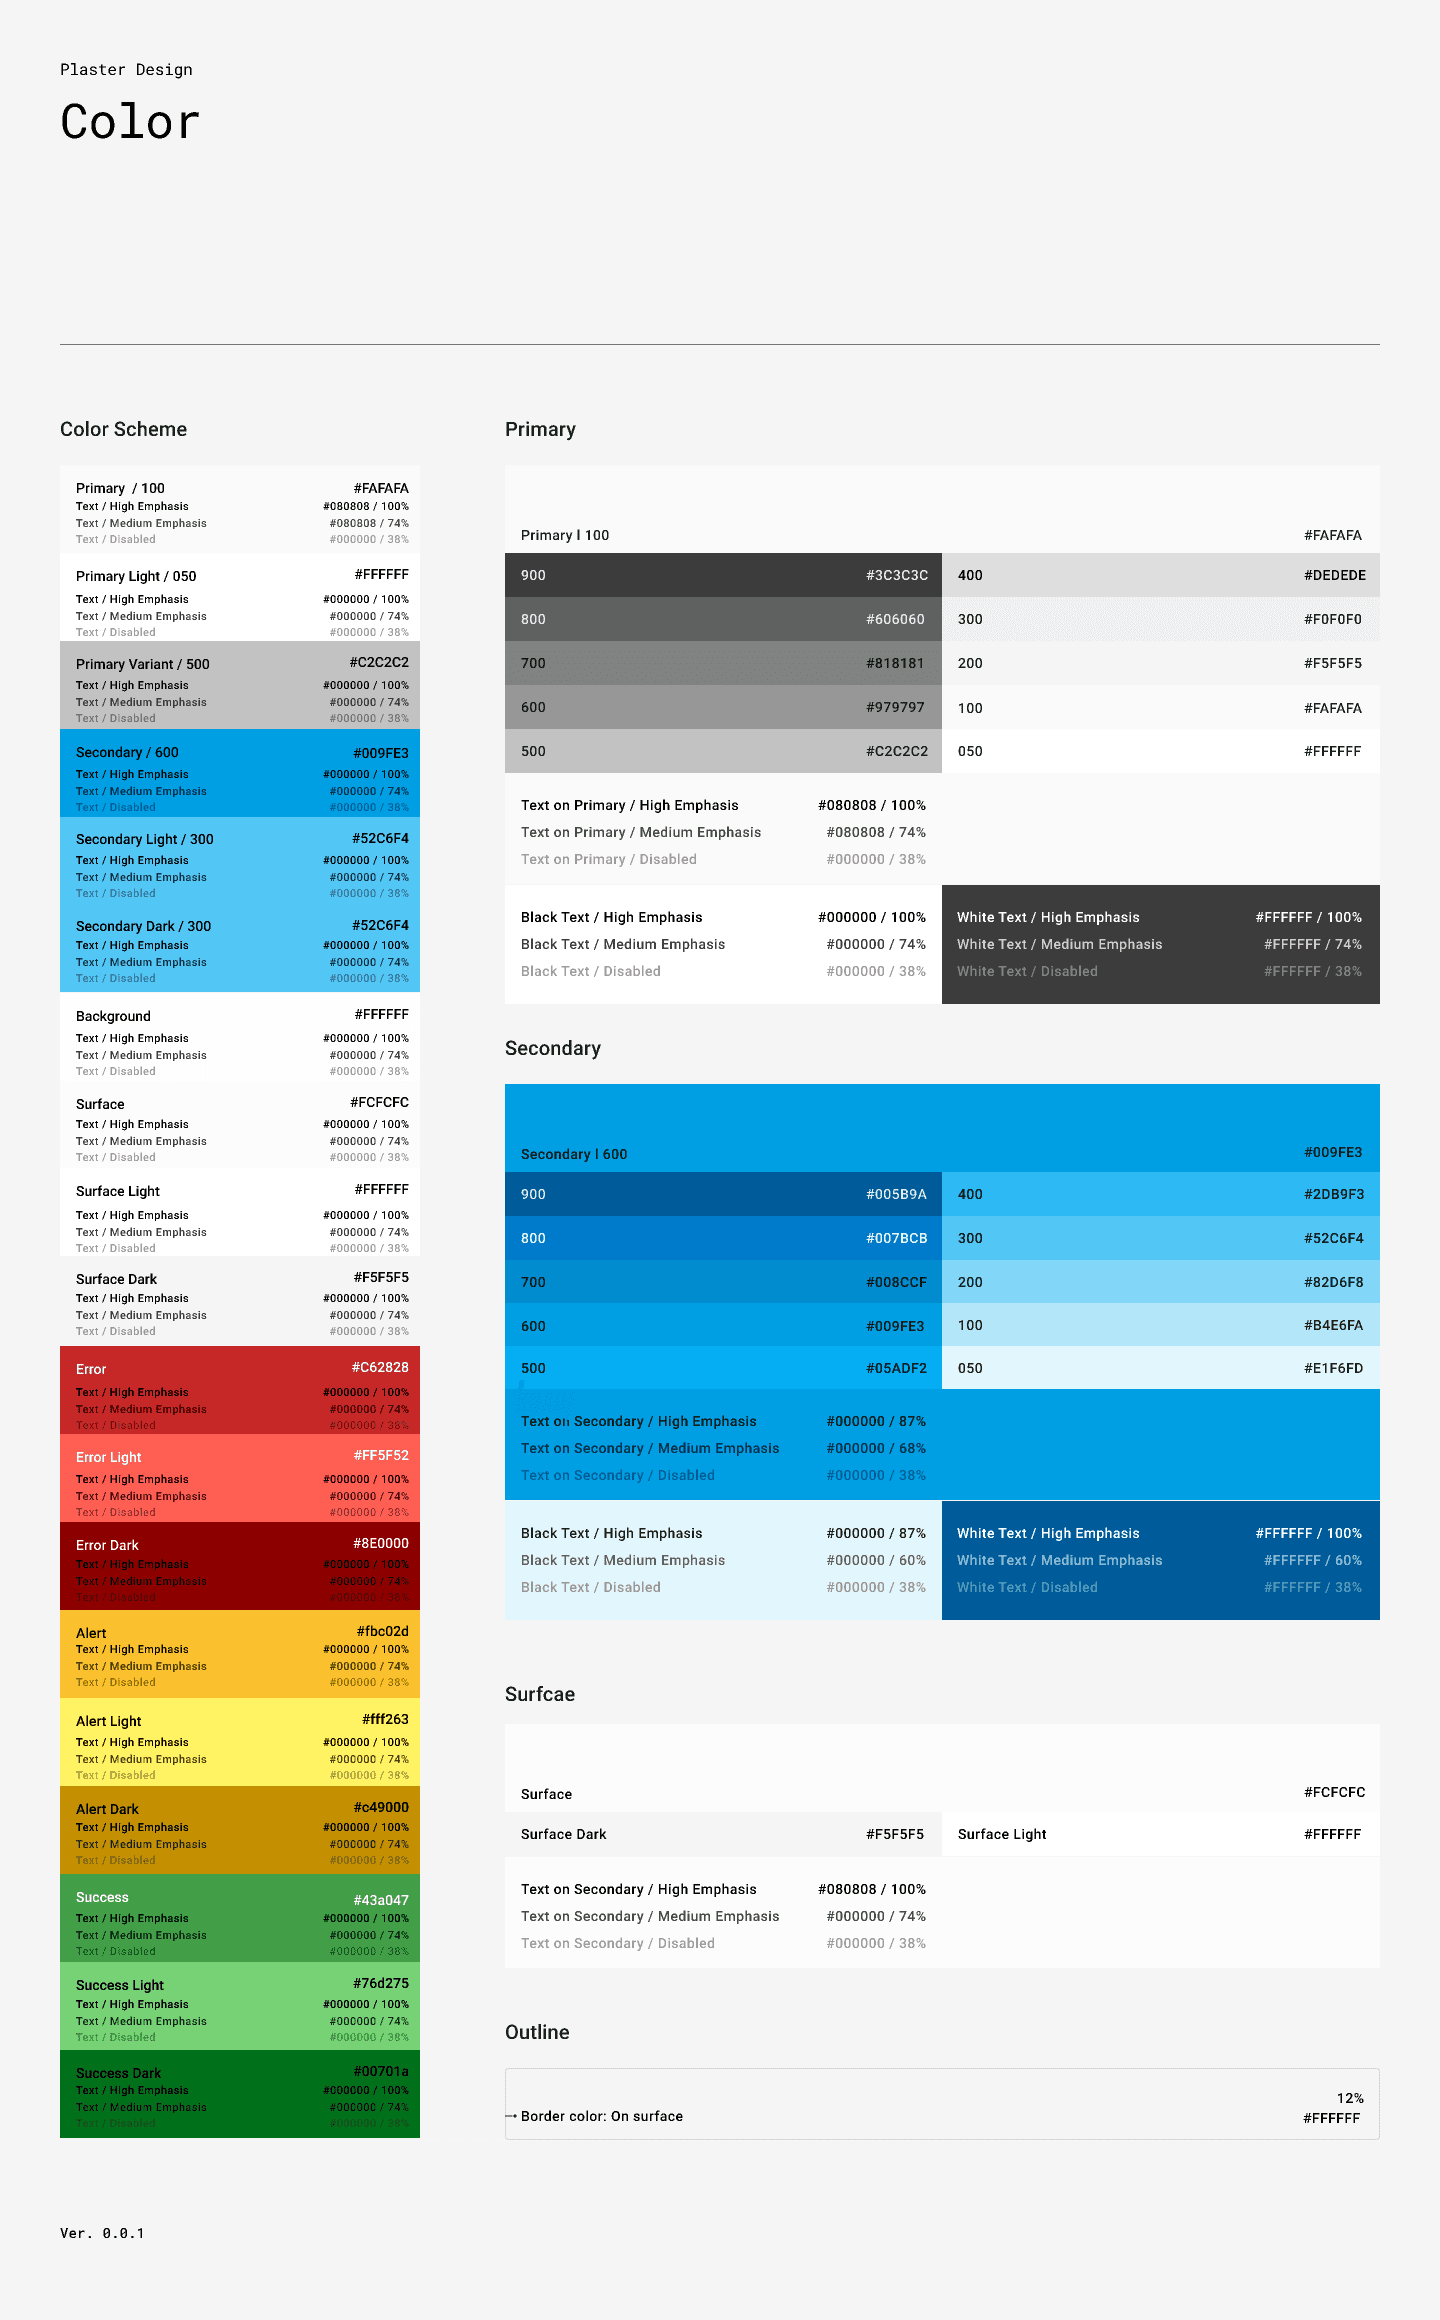 Plaster Design
Color
Color Scheme
Primary / 100 #FAFAFA
Text / High Emphasis #080808 / 100%
Text / Medium Emphasis #080808 / 74%
Text / Disabled #000000 / 38%
Primary Light / 050 #FFFFFF
Text / High Emphasis #000000 / 100%
Text / Medium Emphasis #000000 / 74%
Text / Disabled #000000 / 38%
Primary Variant / 500 #C2C2C2
Text / High Emphasis #000000 / 100%
Text / Medium Emphasis #000000 / 74%
Text / Disabled #000000 / 38%
Secondary / 600 #009FE3
Text / High Emphasis #000000 / 100%
Text / Medium Emphasis #000000 / 74%
Text / Disabled #000000 / 38%
Secondary Light / 300 #52C6F4
Text / High Emphasis #000000 / 100%
Text / Medium Emphasis #000000 / 74%
Text / Disabled #000000 / 38%
Secondary Dark / 300 #52C6F4
Text / High Emphasis #000000 / 100%
Text / Medium Emphasis #000000 / 74%
Text / Disabled #000000 / 38%
Background #FFFFFF
Text / High Emphasis #000000 / 100%
Text / Medium Emphasis #000000 / 74%
Text / Disabled #000000 / 38%
Surface #FCFCFC
Text / High Emphasis #000000 / 100%
Text / Medium Emphasis #000000 / 74%
Text / Disabled #000000 / 38%
Surface Light #FFFFFF
Text / High Emphasis #000000 / 100%
Text / Medium Emphasis #000000 / 74%
Text / Disabled #000000 / 38%
Surface Dark #F5F5F5
Text / High Emphasis #000000 / 100%
Text / Medium Emphasis #000000 / 74%
Text / Disabled #000000 / 38%
Error #C62828
Text / High Emphasis #000000 / 100%
Text / Medium Emphasis #000000 / 74%
Text / Disabled #000000 / 38%
Error Light #FF5F52
Text / High Emphasis #000000 / 100%
Text / Medium Emphasis #000000 / 74%
Text / Disabled #000000 / 38%
Error Dark #8E0000
Text / High Emphasis #000000 / 100%
Text / Medium Emphasis #000000 / 74%
Text / Disabled #000000 / 38%
Alert #fbc02d
Text / High Emphasis #000000 / 100%
Text / Medium Emphasis #000000 / 74%
Text / Disabled #000000 / 38%
Alert Light #fff263
Text / High Emphasis #000000 / 100%
Text / Medium Emphasis #000000 / 74%
Text / Disabled #000000 / 38%
Alert Dark #c49000
Text / High Emphasis #000000 / 100%
Text / Medium Emphasis #000000 / 74%
Text / Disabled #000000 / 38%
Success #43a047
Text / High Emphasis #000000 / 100%
Text / Medium Emphasis #000000 / 74%
Text / Disabled #000000 / 38%
Success Light #76d275
Text / High Emphasis #000000 / 100%
Text / Medium Emphasis #000000 / 74%
Text / Disabled #000000 / 38%
Success Dark #00701a
Text / High Emphasis #000000 / 100%
Text / Medium Emphasis #000000 / 74%
Text / Disabled #000000 / 38%
Primary
Primary l 100 #FAFAFA
900 #3C3C3C 400 #DEDEDE
800 #606060 300 #F0F0F0
700 #818181 200 #F5F5F5
600 #979797 100 #FAFAFA
500 #C2C2C2 050 #FFFFFF
Text on Primary / High Emphasis #080808 / 100%
Text on Primary / Medium Emphasis #080808 / 74%
Text on Primary / Disabled #000000 / 38%
Black Text / High Emphasis #000000 / 100% White Text / High Emphasis #FFFFFF / 100%
Black Text / Medium Emphasis #000000 / 74% White Text / Medium Emphasis #FFFFFF / 74%
Black Text / Disabled #000000 / 38% White Text / Disabled #FFFFFF / 38%
Secondary
Secondary l 600 #009FE3
900 #005B9A 400 #2DB9F3
800 #007BCB 300 #52C6F4
700 #008CCF 200 #82D6F8
600 #009FE3 100 #B4E6FA
500 #05ADF2 050 #E1F6FD
Text on Secondary / High Emphasis #000000 / 87%
Text on Secondary / Medium Emphasis #000000 / 68%
Text on Secondary / Disabled #000000 / 38%
Black Text / High Emphasis #000000 / 87% White Text / High Emphasis #FFFFFF / 100%
Black Text / Medium Emphasis #000000 / 60% White Text / Medium Emphasis #FFFFFF / 60%
Black Text / Disabled #000000 / 38% White Text / Disabled #FFFFFF / 38%
Surfcae
Surface #FCFCFC
Surface Dark #F5F5F5 Surface Light #FFFFFF
Text on Secondary / High Emphasis #080808 / 100%
Text on Secondary / Medium Emphasis #000000 / 74%
Text on Secondary / Disabled #000000 / 38%
Outline
12%
Border color: On surface #FFFFFF
Ver. 0.0.1